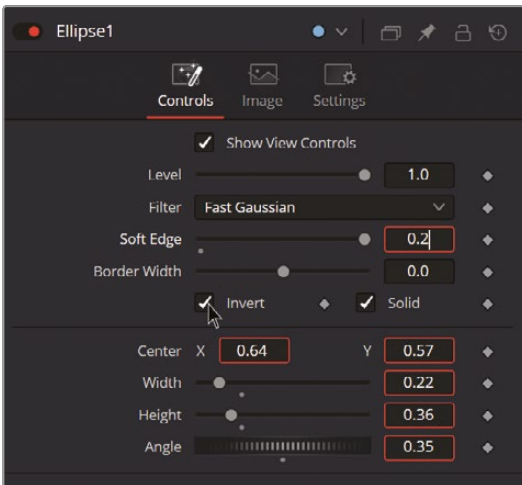 Ellipse1
Controls Image Settings
Show View Controls
Level 1.0
Filter Fast Gaussian
Soft Edge 0.2
Border Width 0.0
Invert Solid
Center X 0.64 Y 0.57
Width 0.22
Height 0.36
Angle 0.35